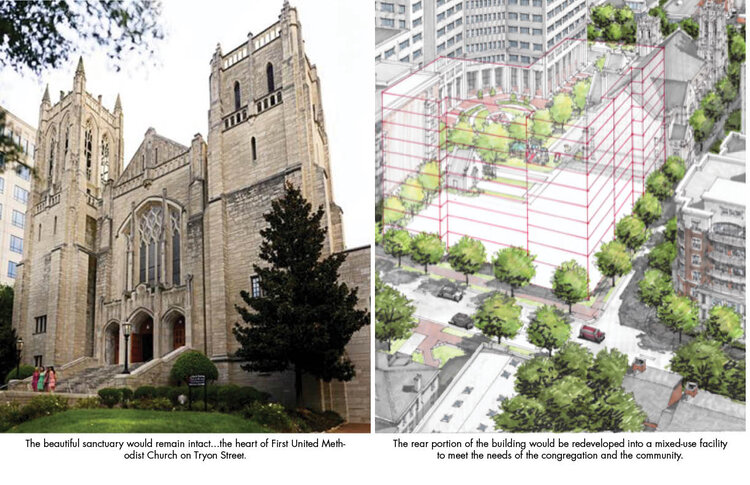 The beautiful sanctuary would remain intact...the heart of First United Meth-
odist Church on Tryon Street.
The rear portion of the building would be redeveloped into a mixed-use facility
to meet the needs of the congregation and the community.